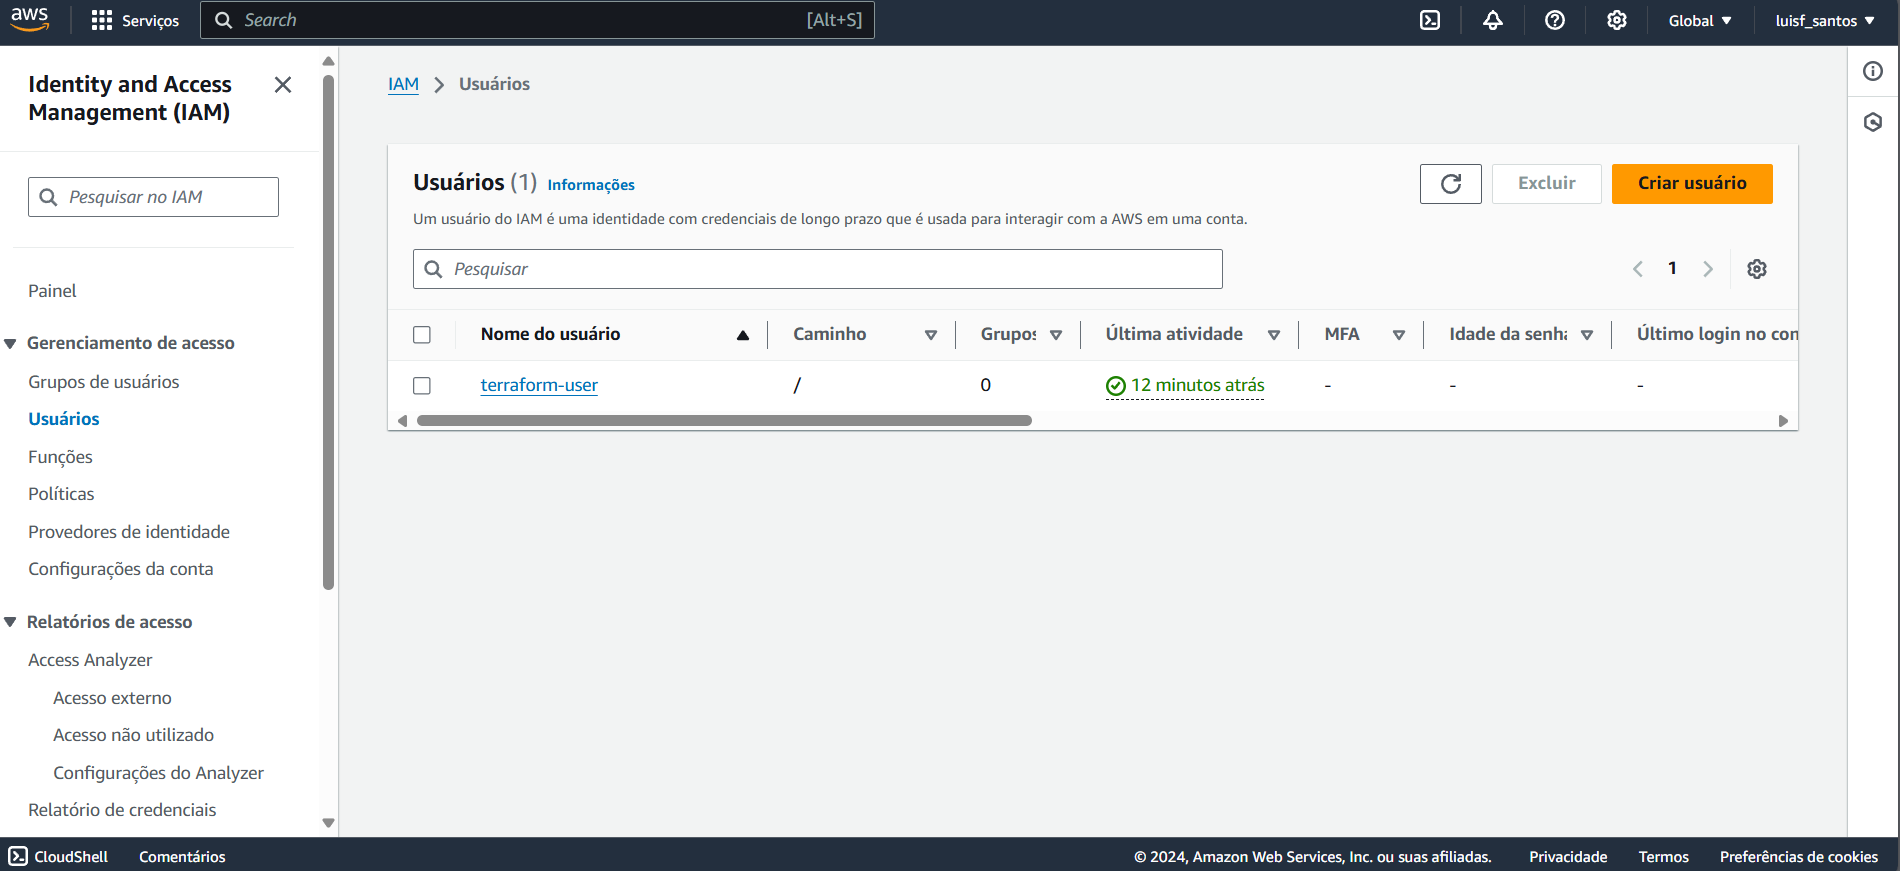 aws
Serviços
Search
[Alt+S]
Global
luisf_santos
Identity and Access
Management (IAM)
Pesquisar no IAM
Painel
Gerenciamento de acesso
Grupos de usuários
Usuários
Funções
Políticas
Provedores de identidade
Configurações da conta
Relatórios de acesso
Access Analyzer
Acesso externo
Acesso não utilizado
Configurações do Analyzer
Relatório de credenciais
IAM
Usuários
Usuários (1) Informações
Excluir
Criar usuário
Um usuário do IAM é uma identidade com credenciais de longo prazo que é usada para interagir com a AWS em uma conta.
Pesquisar
1
Nome do usuário Caminho Grupos Última atividade MFA Idade da senha Último login no con
terraform-user / 0 12 minutos atrás - - -
CloudShell
Comentários
© 2024, Amazon Web Services, Inc. ou suas afiliadas.
Privacidade
Termos
Preferências de cookies